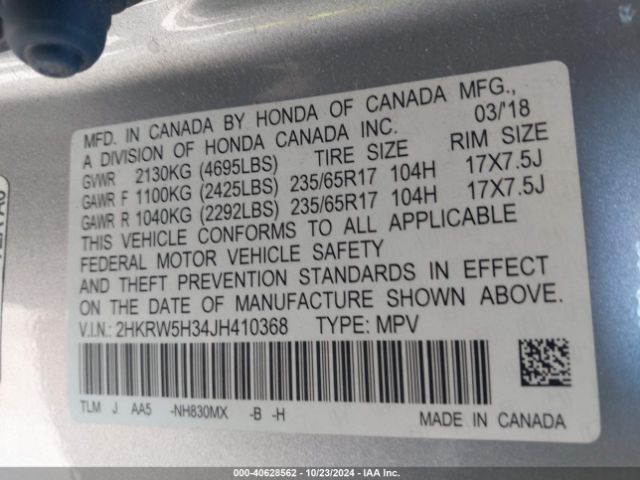 MFD. IN CANADA BY HONDA OF CANADA MFG.,
A DIVISION OF HONDA CANADA INC. 03/'18
GVWR 2130KG (4695LBS) TIRE SIZE RIM SIZE
GAWR F 1100KG (2425LBS) 235/65R17 104H 17X7.5J
GAWR R 1040KG (2292LBS) 235/65R17 104H 17X7.5J
THIS VEHICLE CONFORMS TO ALL APPLICABLE
FEDERAL MOTOR VEHICLE SAFETY
AND THEFT PREVENTION STANDARDS IN EFFECT
ON THE DATE OF MANUFACTURE SHOWN ABOVE.
V.I.N.: 2HKRW5H34JH410368 TYPE: MPV
TLM J AA5 -NH830MX -B -H
MADE IN CANADA
000-40628562 - 10/23/2024 - IAA Inc.